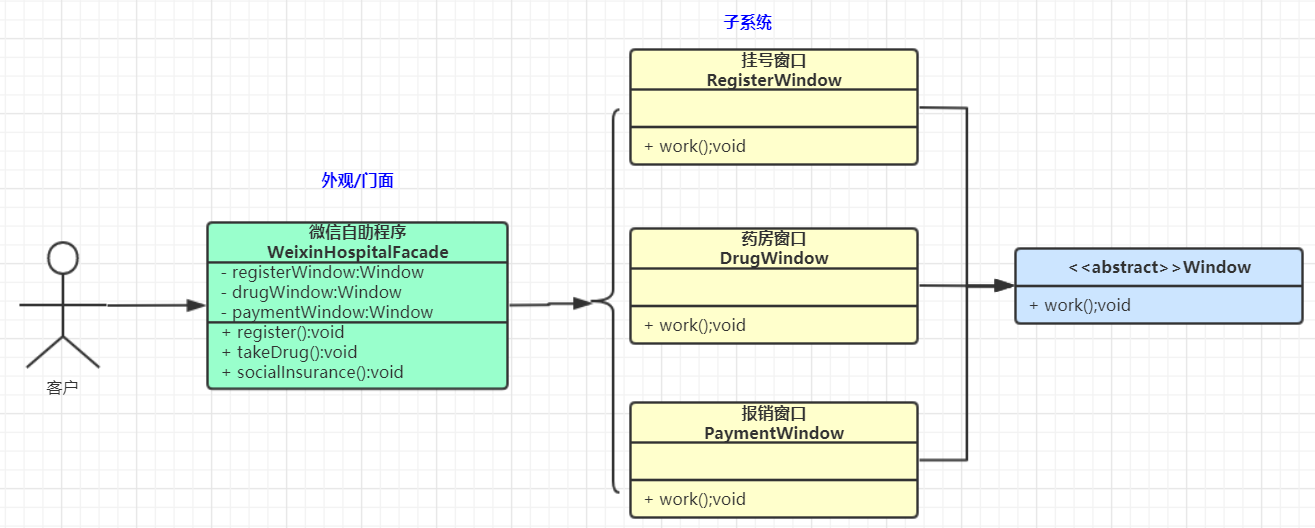 子系统
挂号窗口
RegisterWindow
+ work();void
外观/门面
微信自助程序
WeixinHospitalFacade
- registerWindow:Window
- drugWindow:Window
- paymentWindow:Window
+ register():void
+ takeDrug():void
+ socialInsurance():void
客户
药房窗口
DrugWindow
+ work();void
<<abstract>>Window
+ work();void
报销窗口
PaymentWindow
+ work();void